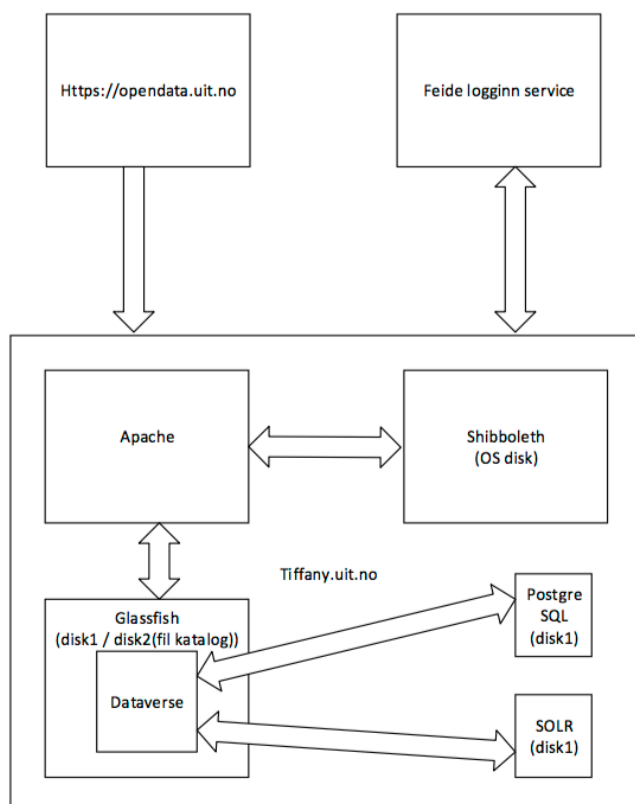 Https://opendata.uit.no
Feide logginn service
Apache
Shibboleth
(OS disk)
Tiffany.uit.no
Glassfish
(disk1 / disk2(fil katalog))
Dataverse
Postgre
SQL
(disk1)
SOLR
(disk1)